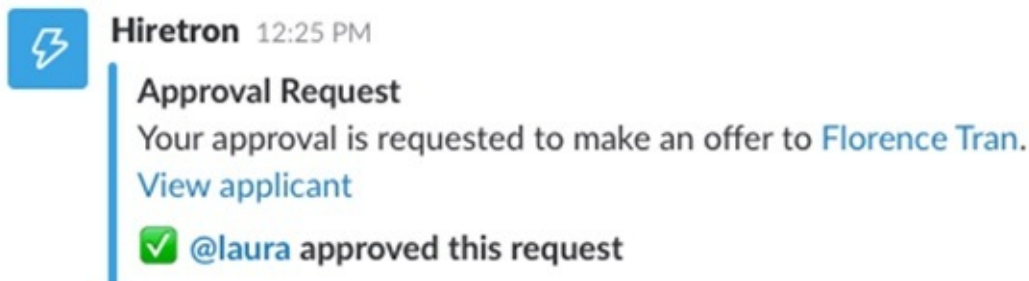 Hiretron 12:25 PM
Approval Request
Your approval is requested to make an offer to Florence Tran.
View applicant
@laura approved this request